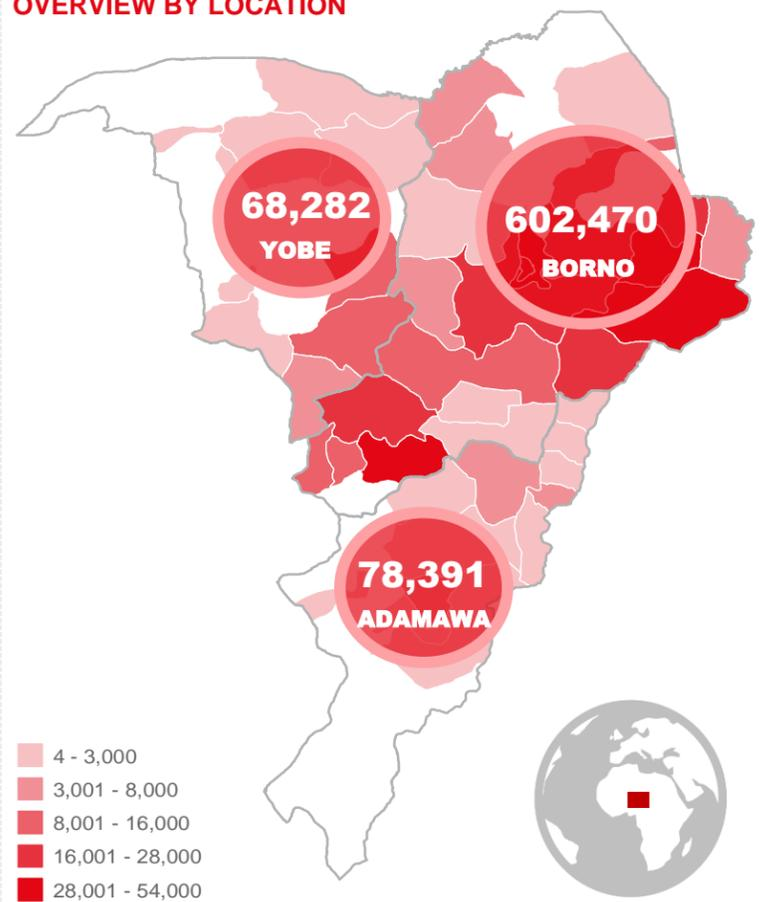 OVERVIEW BY LOCATION
68,282
YOBE
602,470
BORNO
78,391
ADAMAWA
4 - 3,000
3,001 - 8,000
8,001 - 16,000
16,001 - 28,000
28,001 - 54,000